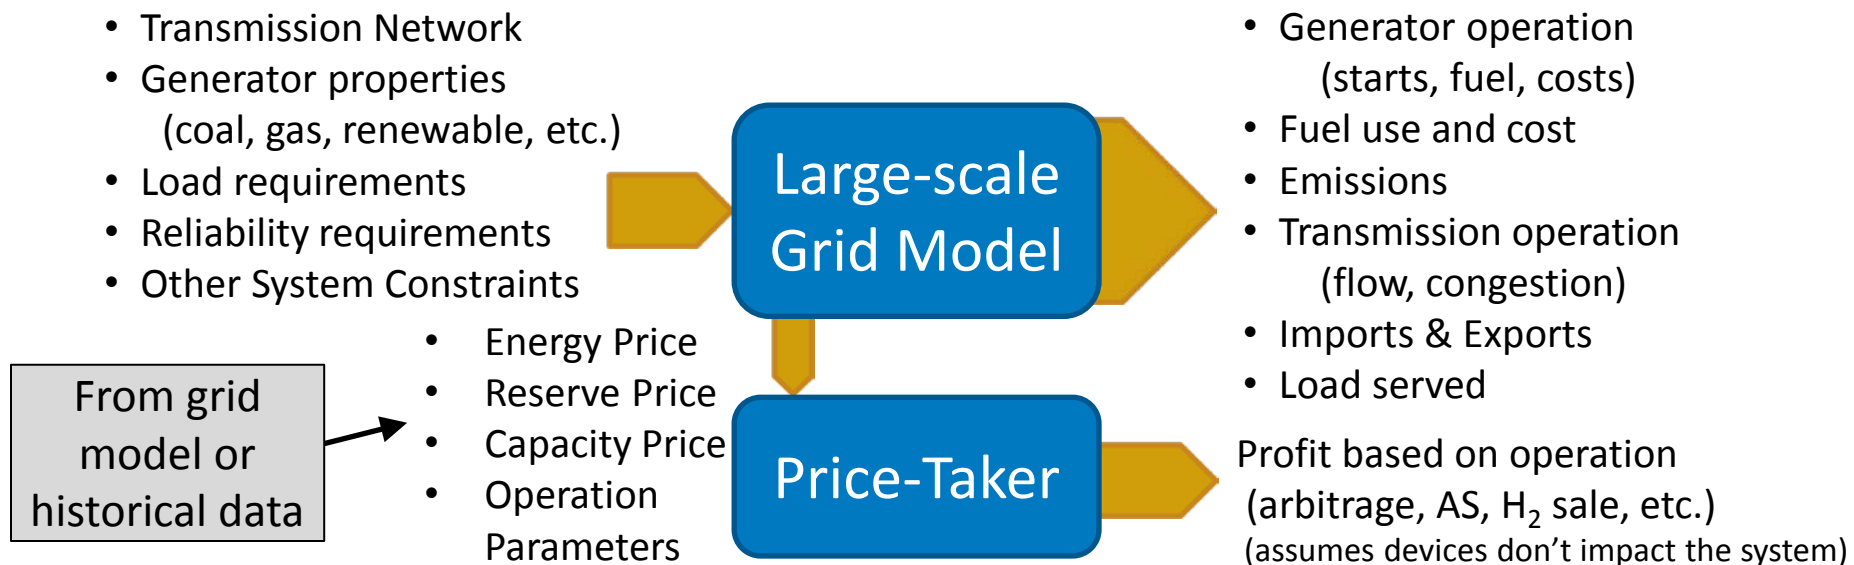 • Transmission Network
• Generator properties
(coal, gas, renewable, etc.)
• Load requirements
• Reliability requirements
• Other System Constraints
Large-scale
Grid Model
• Generator operation
(starts, fuel, costs)
• Fuel use and cost
• Emissions
• Transmission operation
(flow, congestion)
• Imports & Exports
• Load served
From grid
model or
historical data
• Energy Price
• Reserve Price
• Capacity Price
• Operation
Parameters
Price-Taker
Profit based on operation
(arbitrage, AS, H₂ sale, etc.)
(assumes devices don’t impact the system)